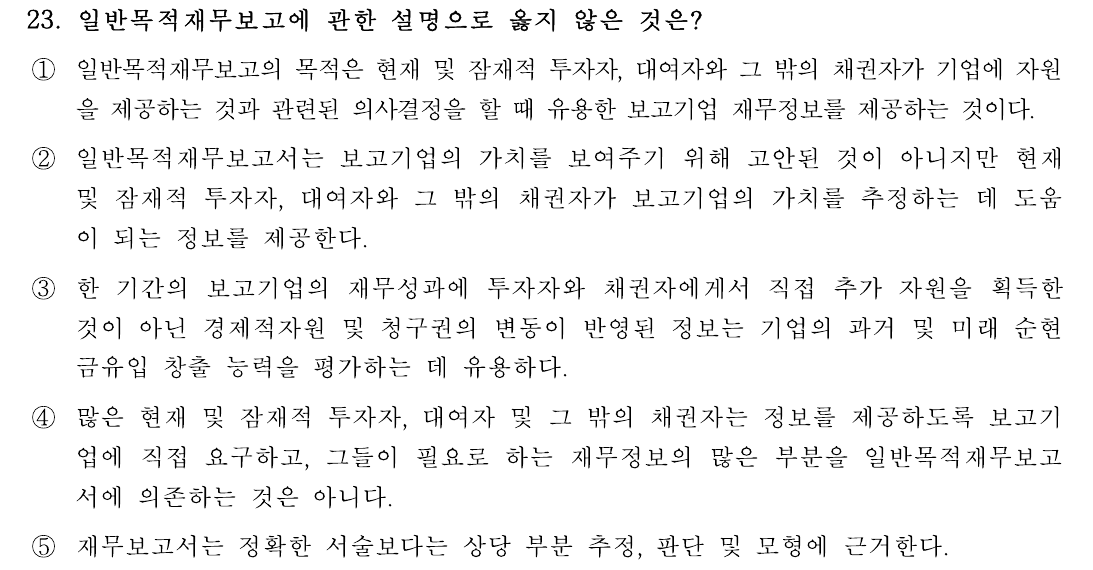 23. 일반목적재무보고에 관한 설명으로 옳지 않은 것은?
① 일반목적재무보고의 목적은 현재 및 잠재적 투자자, 대여자와 그 밖의 채권자가 기업에 자원
을 제공하는 것과 관련된 의사결정을 할 때 유용한 보고기업 재무정보를 제공하는 것이다.
② 일반목적재무보고서는 보고기업의 가치를 보여주기 위해 고안된 것이 아니지만 현재
및 잠재적 투자자, 대여자와 그 밖의 채권자가 보고기업의 가치를 추정하는 데 도움
이 되는 정보를 제공한다.
③ 한 기간의 보고기업의 재무성과에 투자자와 채권자에게서 직접 추가 자원을 획득한
것이 아닌 경제적자원 및 청구권의 변동이 반영된 정보는 기업의 과거 및 미래 순현
금유입 창출 능력을 평가하는 데 유용하다.
④ 많은 현재 및 잠재적 투자자, 대여자 및 그 밖의 채권자는 정보를 제공하도록 보고기
업에 직접 요구하고, 그들이 필요로 하는 재무정보의 많은 부분을 일반목적재무보고
서에 의존하는 것은 아니다.
⑤ 재무보고서는 정확한 서술보다는 상당 부분 추정, 판단 및 모형에 근거한다.